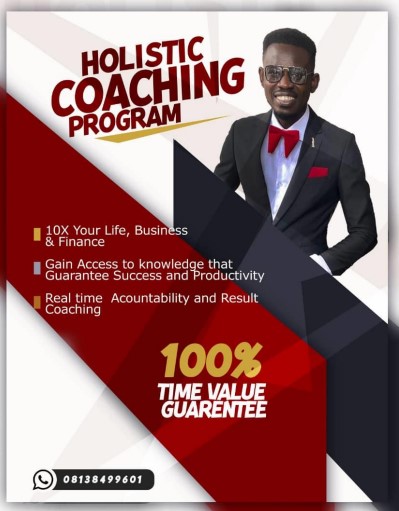 HOLISTIC
COACHING
PROGRAM
10X Your Life, Business
& Finance
Gain Access to knowledge that
Guarantee Success and Productivity
Real time Acountability and Result
Coaching
100%
TIME VALUE
GUARENTEE
08138499601